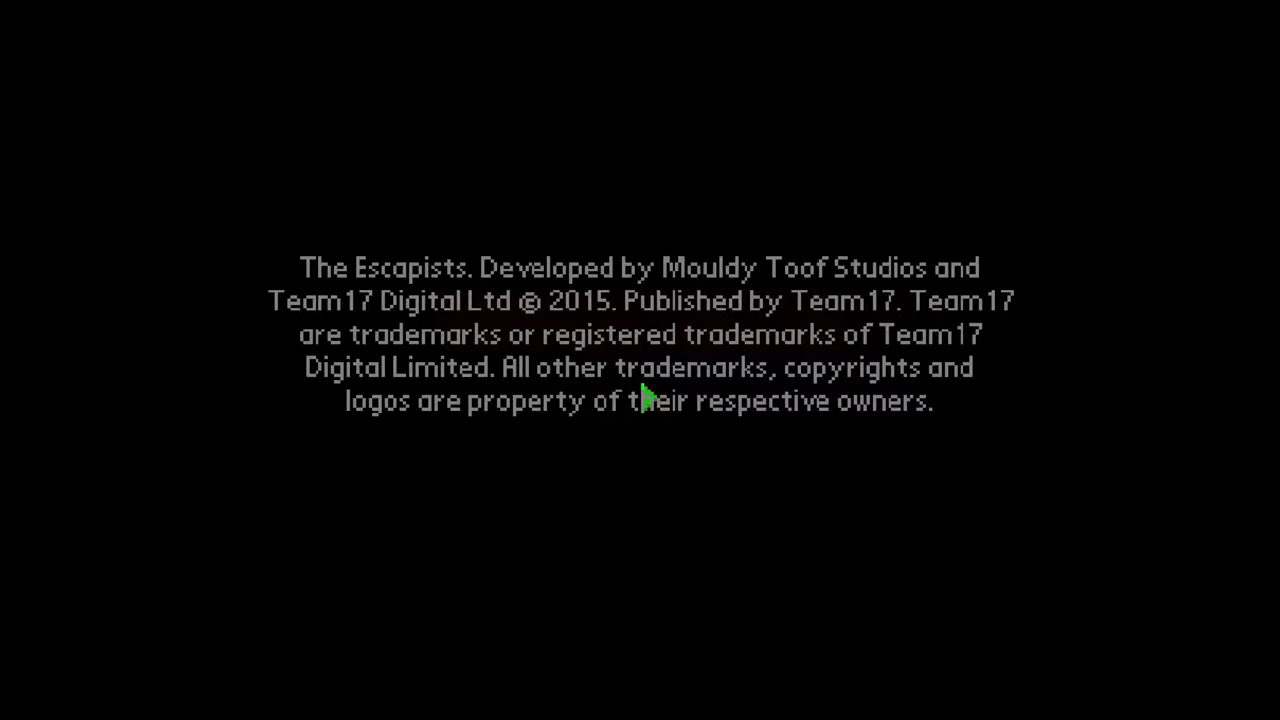 The Escapists. Developed by Mouldy Toof Studios and
Team17 Digital Ltd © 2015. Published by Team17. Team17
are trademarks or registered trademarks of Team17
Digital Limited. All other trademarks, copyrights and
logos are property of their respective owners.